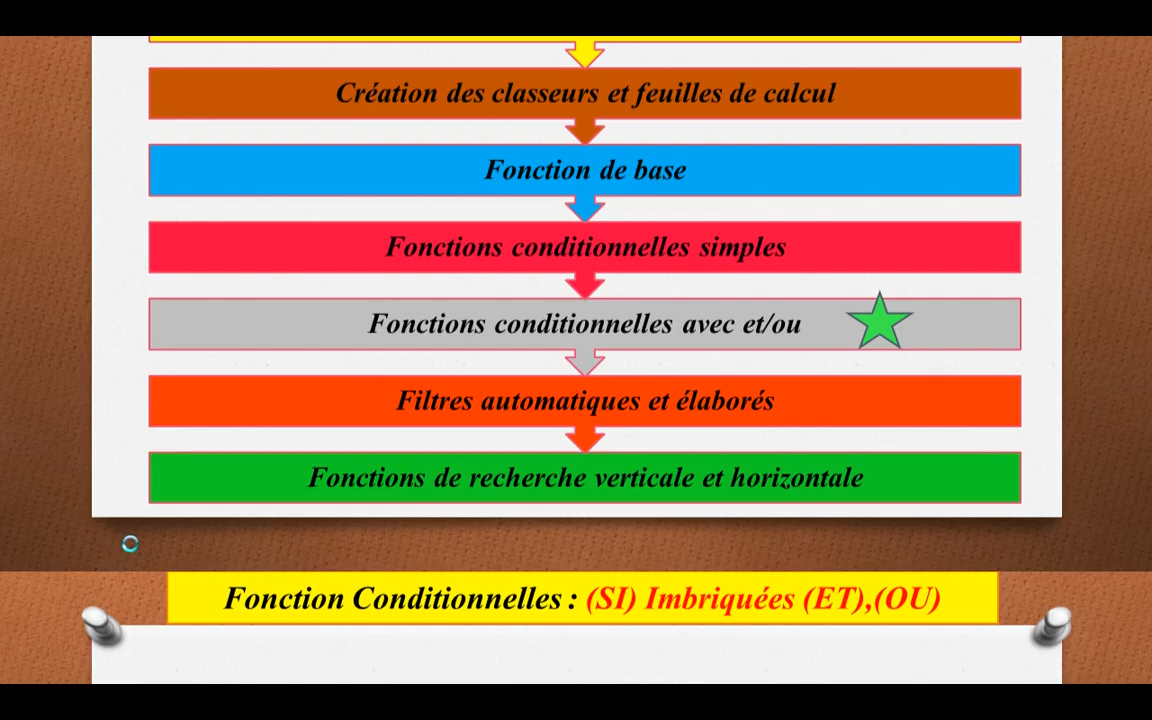 Création des classeurs et feuilles de calcul
Fonction de base
Fonctions conditionnelles simples
Fonctions conditionnelles avec et/ou
Filtres automatiques et élaborés
Fonctions de recherche verticale et horizontale
Fonction Conditionnelles : (SI) Imbriquées (ET),(OU)